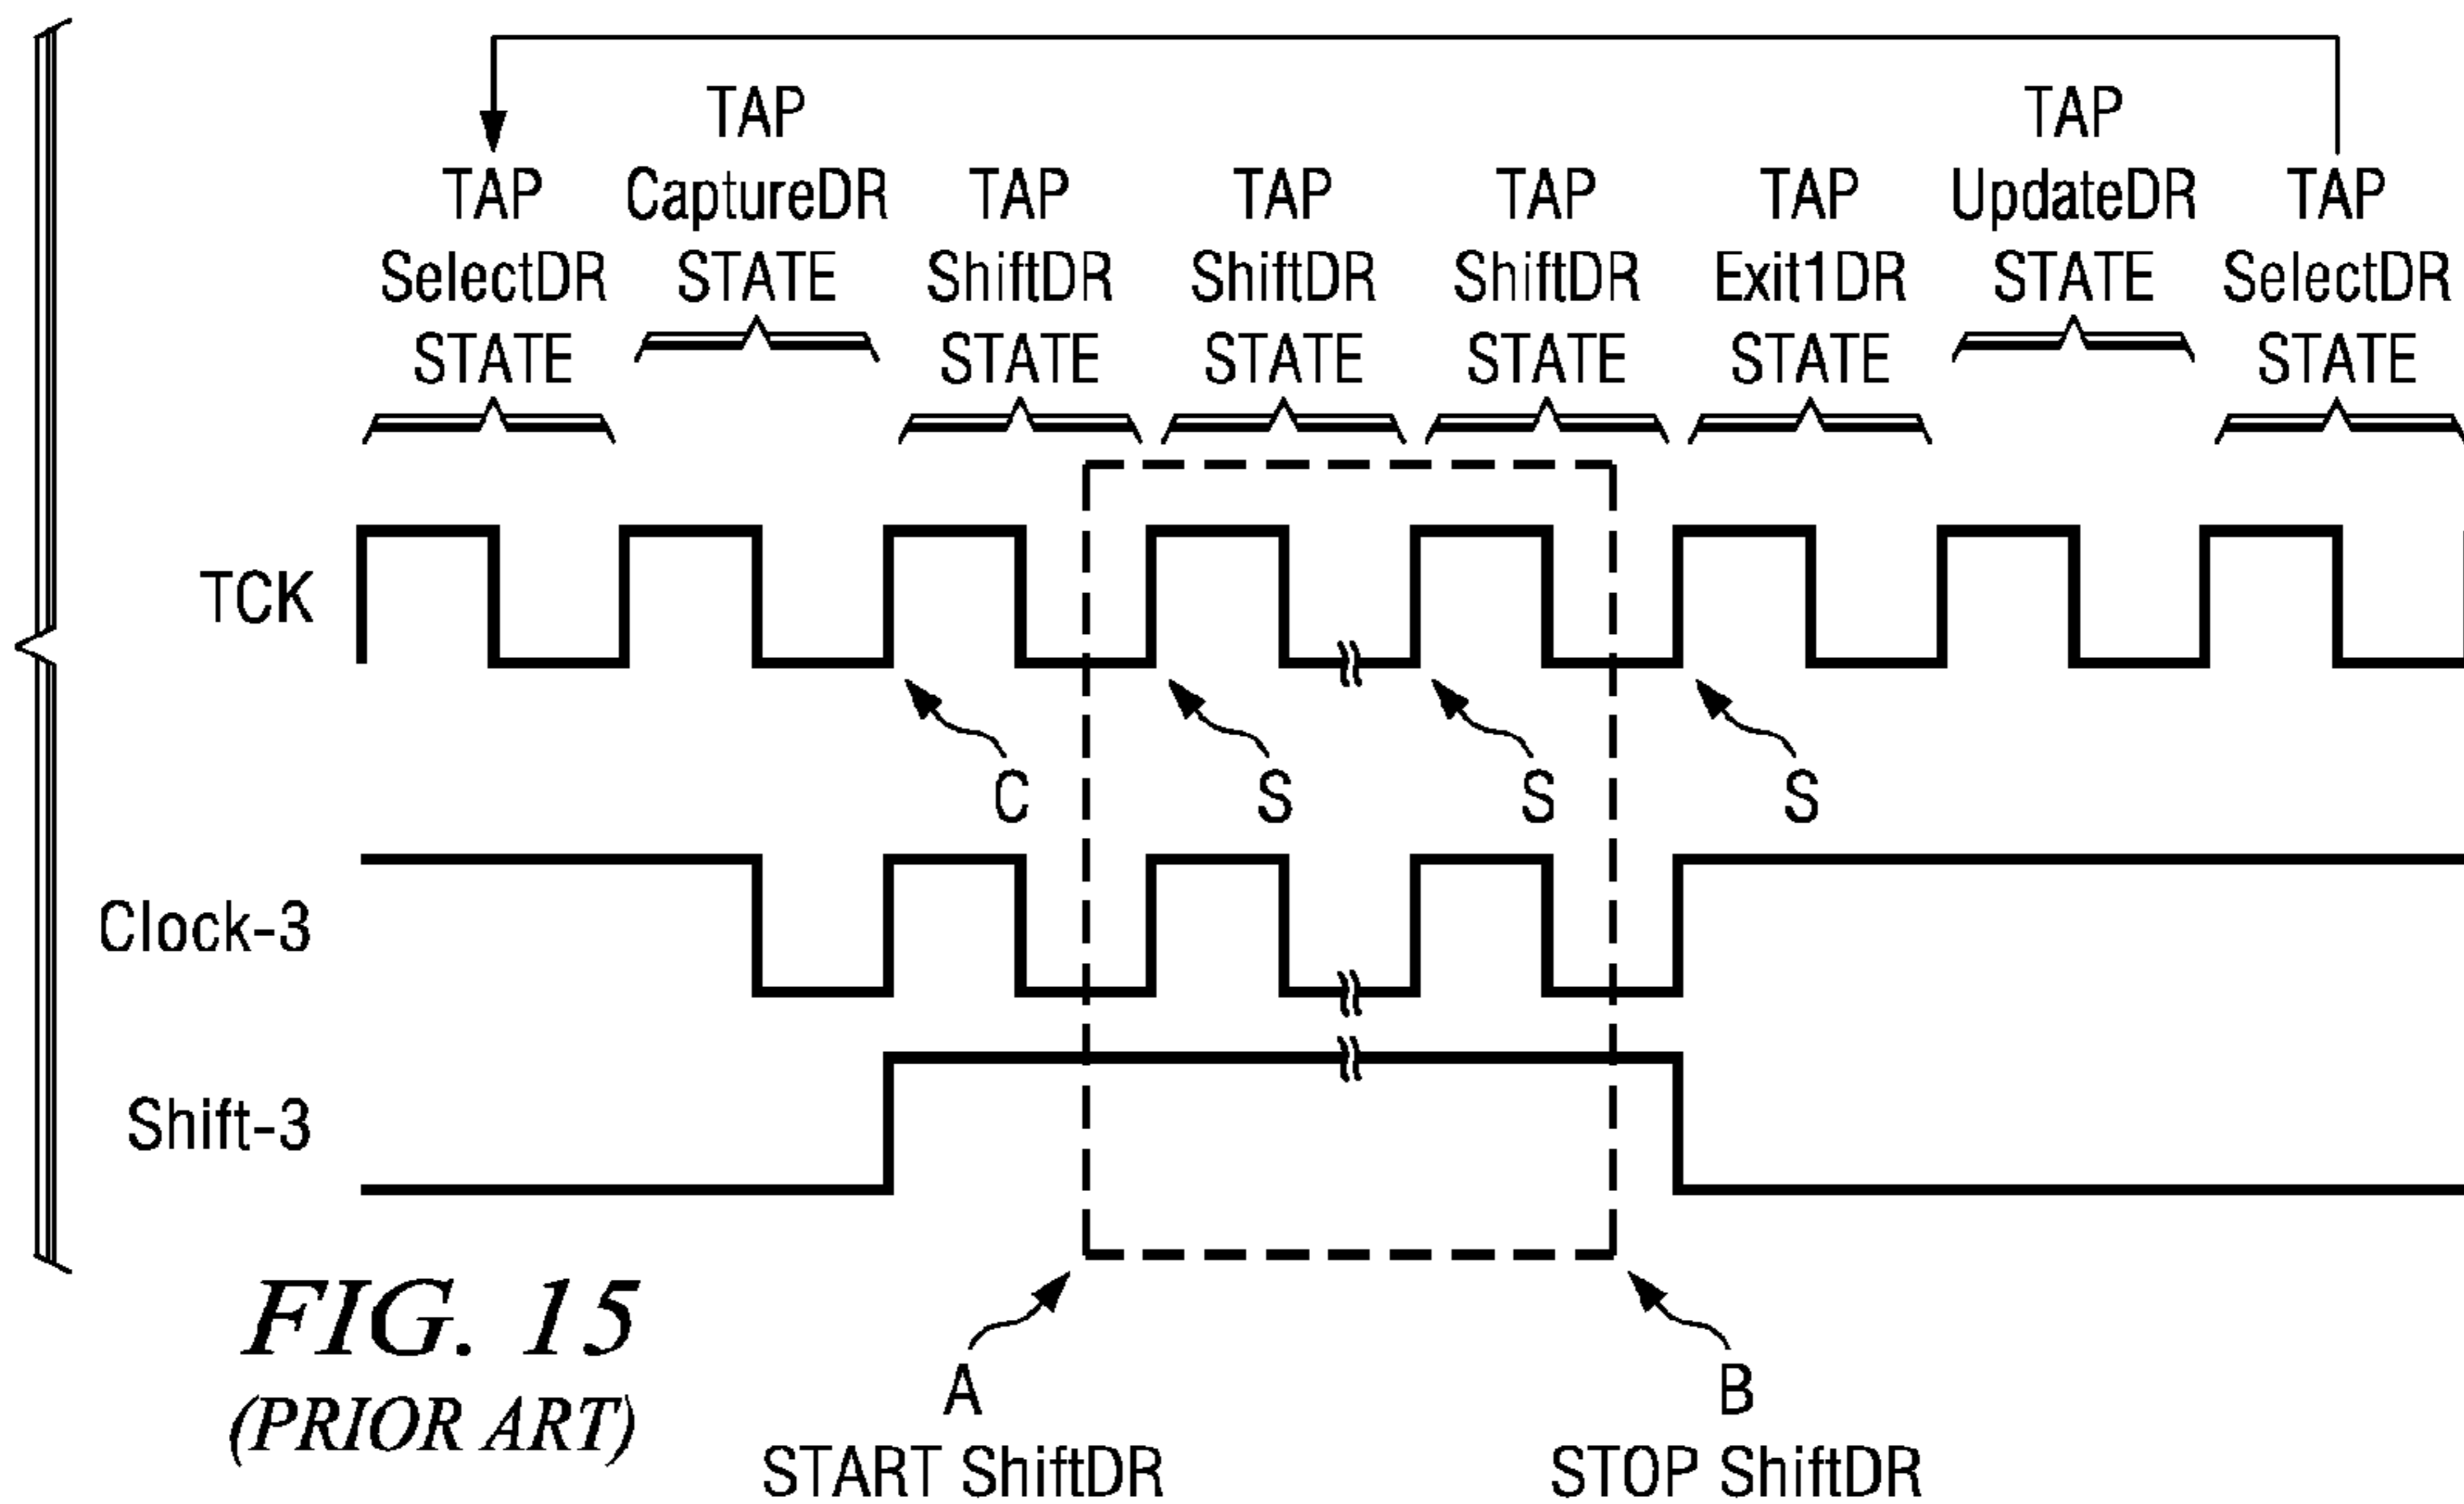 TAP
SelectDR
STATE
TAP
CaptureDR
STATE
TAP
ShiftDR
STATE
TAP
ShiftDR
STATE
TAP
ShiftDR
STATE
TAP
Exit1DR
STATE
TAP
UpdateDR
STATE
TAP
SelectDR
STATE
TCK
C
S
S
S
Clock-3
Shift-3
A
START ShiftDR
B
STOP ShiftDR
FIG. 15
(PRIOR ART)